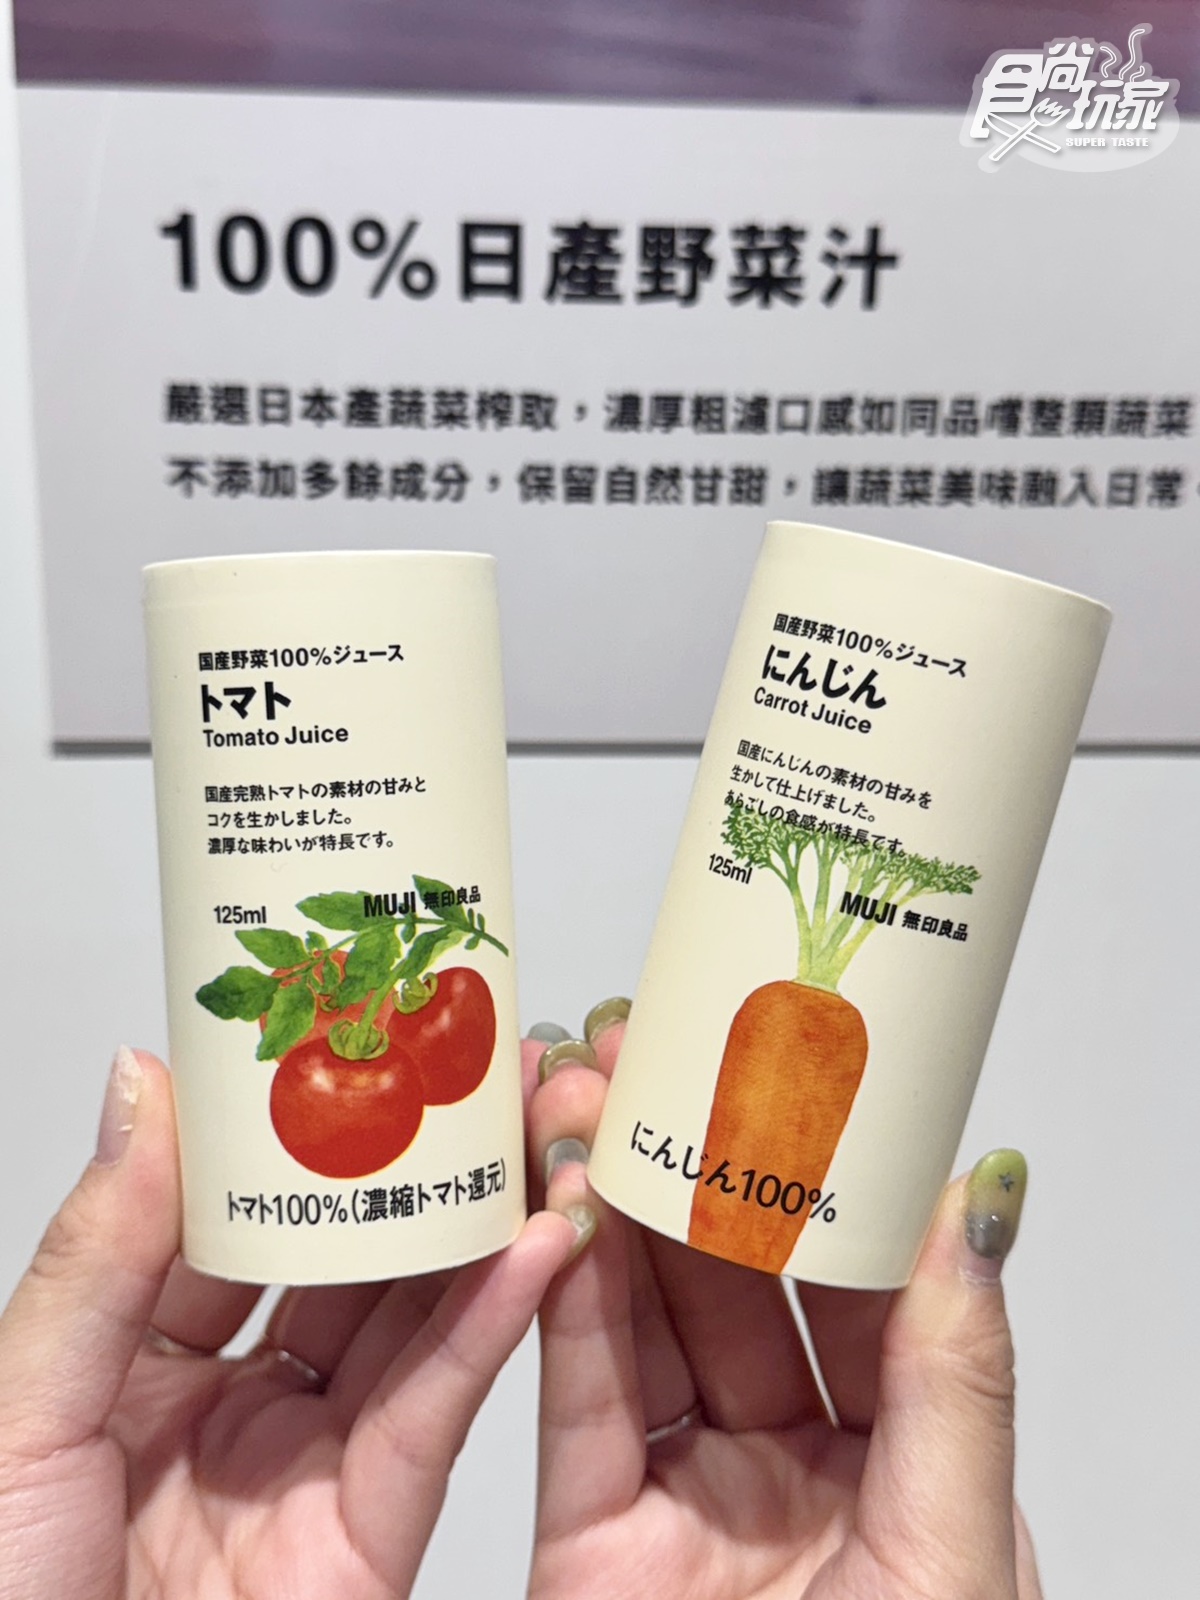 食尚玩家
SUPER TASTE
100%日產野菜汁
嚴選日本產蔬菜榨取，濃厚粗濾口感如同品嚐整顆蔬菜
不添加多餘成分，保留自然甘甜，讓蔬菜美味融入日常。
国産野菜100%ジュース
トマト
Tomato Juice
国産完熟トマトの素材の甘みと
コクを生かしました。
濃厚な味わいが特長です。
125ml
MUJI 無印良品
トマト100%(濃縮トマト還元)
国産野菜100%ジュース
にんじん
Carrot Juice
国産にんじんの素材の甘みを
生かして仕上げました。
あらごしの食感が特長です。
125ml
MUJI 無印良品
にんじん100%